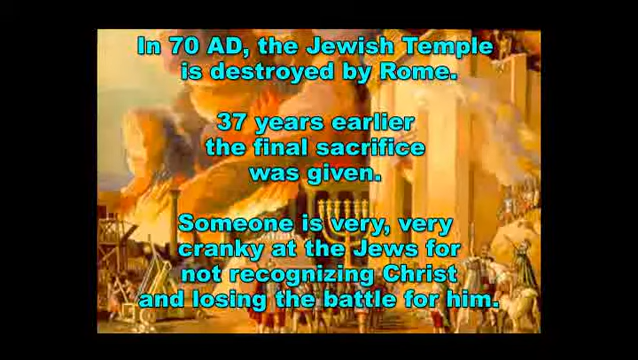 In 70 AD, the Jewish Temple
is destroyed by Rome.
37 years earlier
the final sacrifice
was given.
Someone is very, very
cranky at the Jews for
not recognizing Christ
and losing the battle for him.